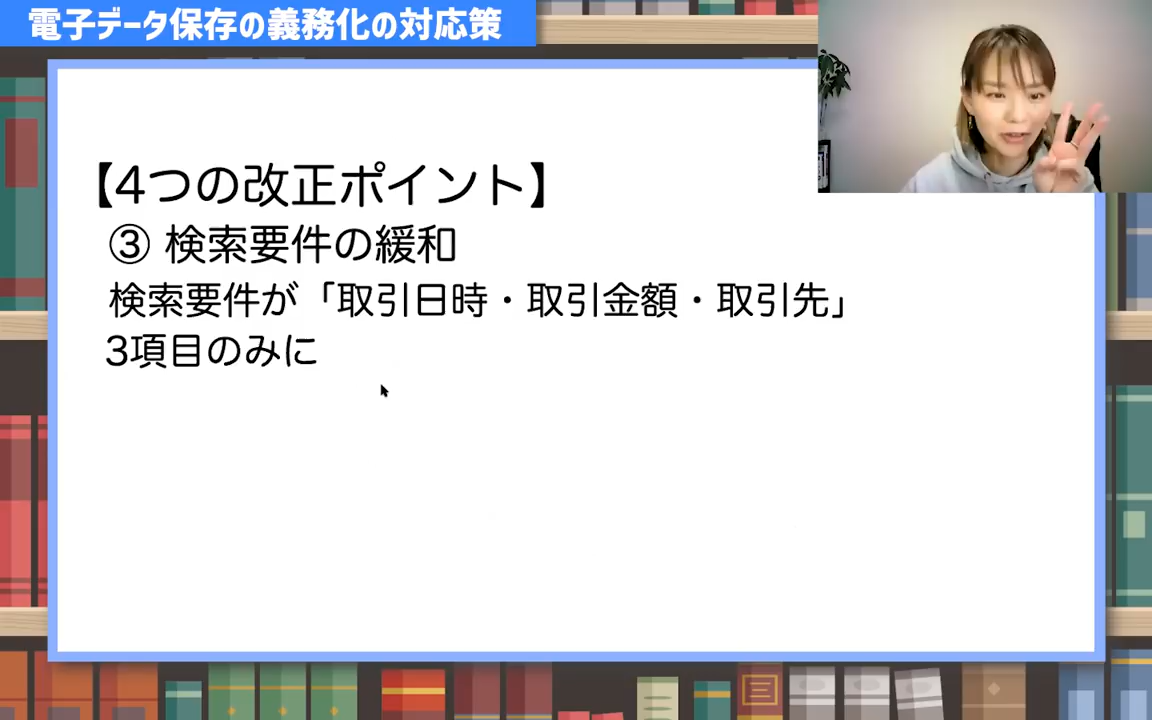 電子データ保存の義務化の対応策
【4つの改正ポイント】
③ 検索要件の緩和
検索要件が「取引日時・取引金額・取引先」
3項目のみに